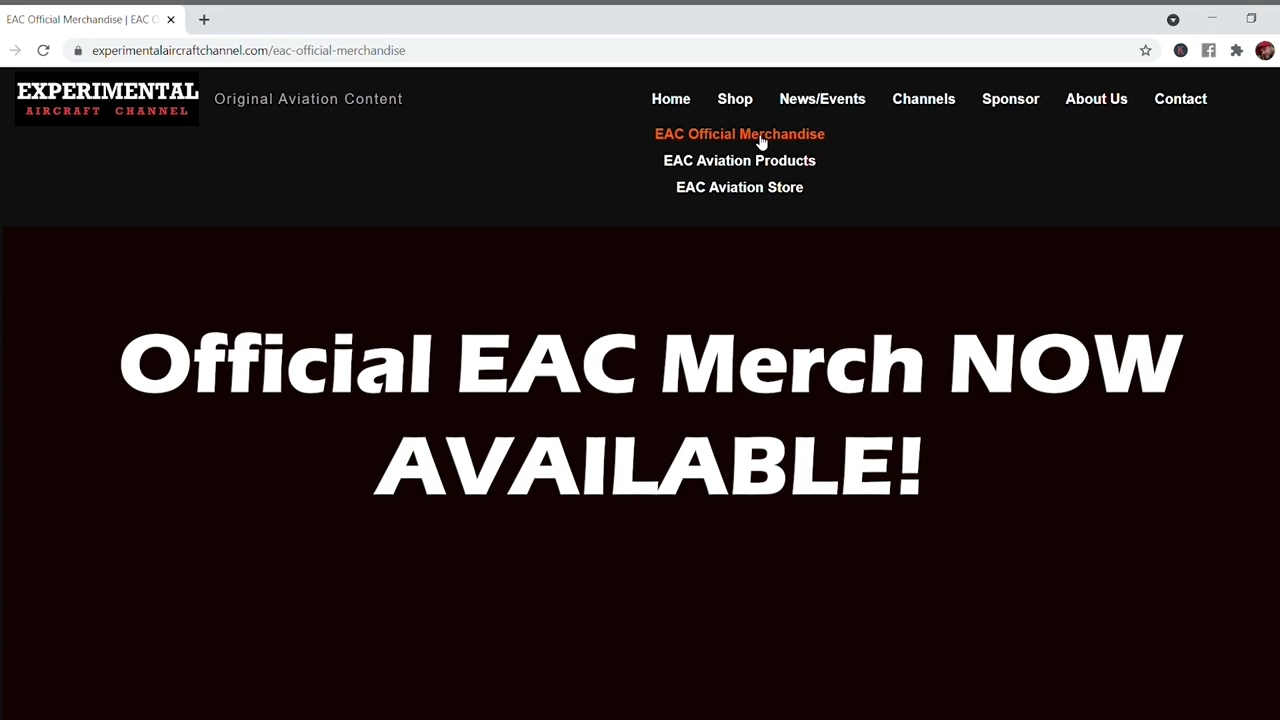 EAC Official Merchandise | EAC O
experimentalaircraftchannel.com/eac-official-merchandise
EXPERIMENTAL
AIRCRAFT CHANNEL
Original Aviation Content
Home Shop News/Events Channels Sponsor About Us Contact
EAC Official Merchandise
EAC Aviation Products
EAC Aviation Store
Official EAC Merch NOW
AVAILABLE!